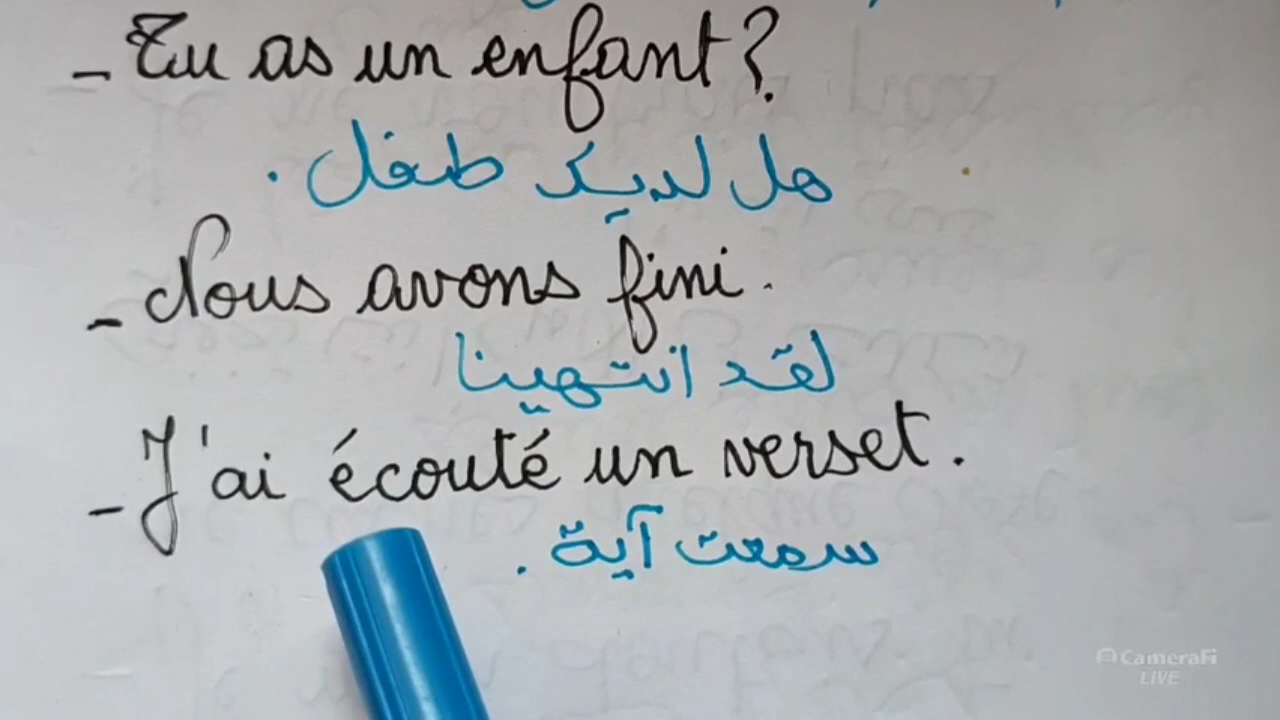 - Tu as un enfant?
هل لديك طفل.
- Nous avons fini.
لقد انتهينا
- J'ai écouté un verset.
سمعت آية.
CameraFi
LIVE